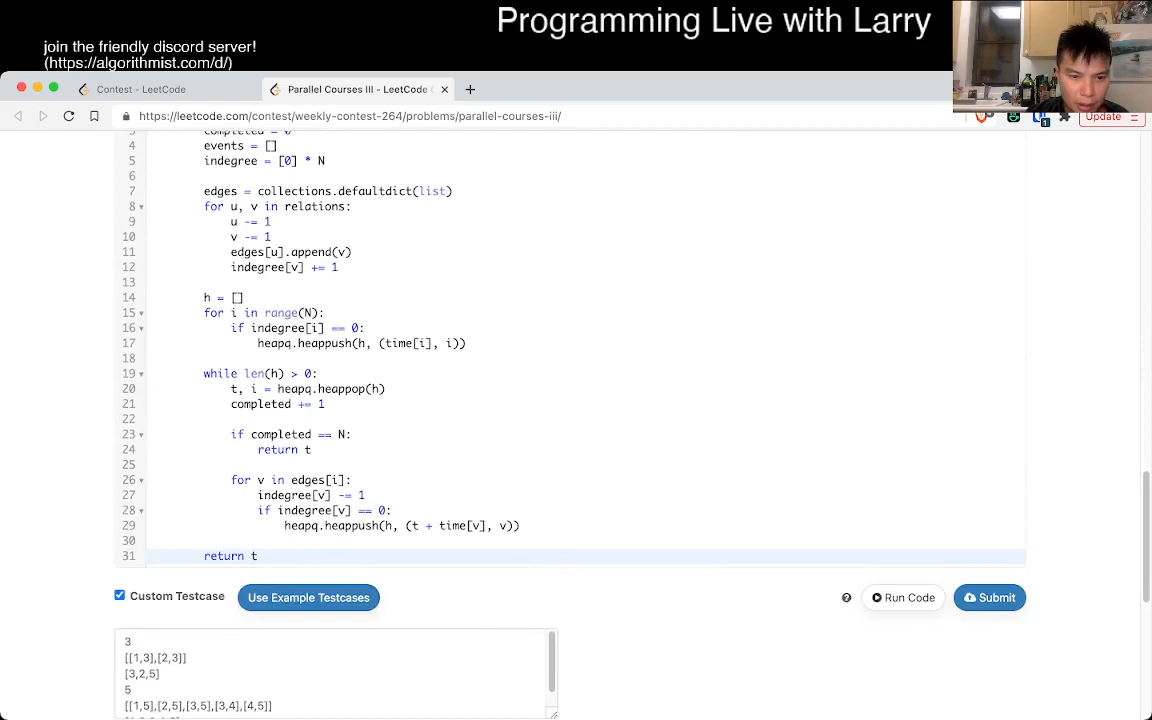 Programming Live with Larry
join the friendly discord server!
(https://algorithmist.com/d/)
Contest - LeetCode
Parallel Courses III - LeetCode
https://leetcode.com/contest/weekly-contest-264/problems/parallel-courses-iii/
Update
completed = 0
4 events = []
5 indegree = [0] * N
6
7 edges = collections.defaultdict(list)
8 for u, v in relations:
9 u -= 1
10 v -= 1
11 edges[u].append(v)
12 indegree[v] += 1
13
14 h = []
15 for i in range(N):
16 if indegree[i] == 0:
17 heapq.heappush(h, (time[i], i))
18
19 while len(h) > 0:
20 t, i = heapq.heappop(h)
21 completed += 1
22
23 if completed == N:
24 return t
25
26 for v in edges[i]:
27 indegree[v] -= 1
28 if indegree[v] == 0:
29 heapq.heappush(h, (t + time[v], v))
30
31 return t
Custom Testcase
Use Example Testcases
Run Code
Submit
3
[[1,3],[2,3]]
[3,2,5]
5
[[1,5],[2,5],[3,5],[3,4],[4,5]]